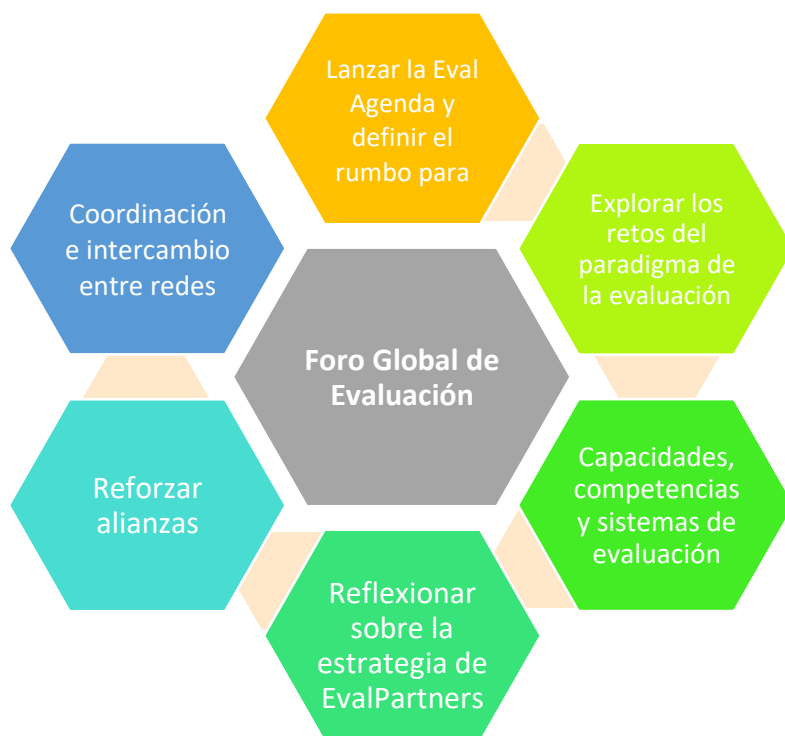 Lanzar la Eval
Agenda y
definir el
rumbo para
Explorar los
retos del
paradigma de
la evaluación
Capacidades,
competencias
y sistemas de
evaluación
Reflexionar
sobre la
estrategia de
EvalPartners
Reforzar
alianzas
Coordinación
e intercambio
entre redes
Foro Global de
Evaluación